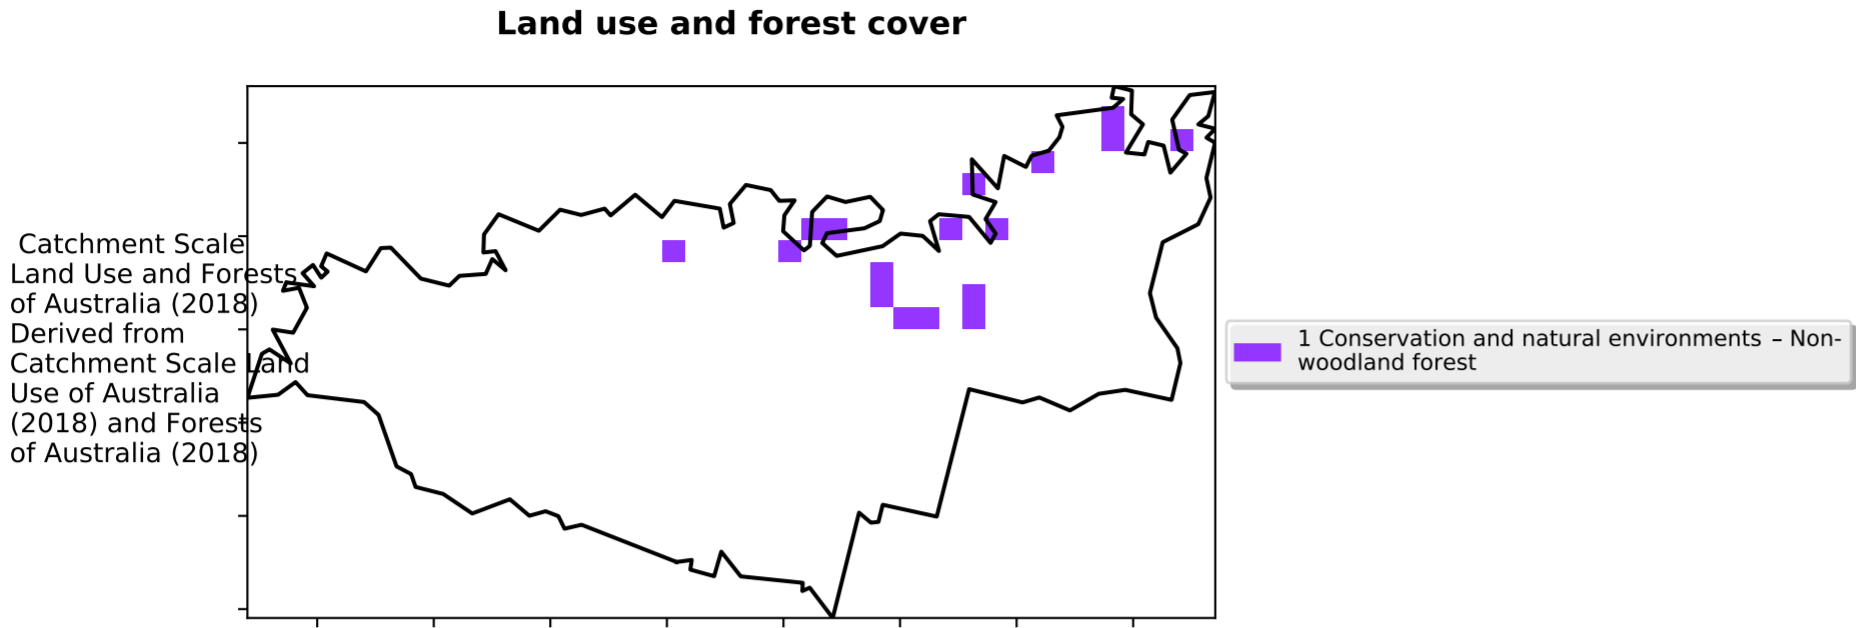 Land use and forest cover
Catchment Scale
Land Use and Forests
of Australia (2018)
Derived from
Catchment Scale Land
Use of Australia
(2018) and Forests
of Australia (2018)
1 Conservation and natural environments – Non-
woodland forest